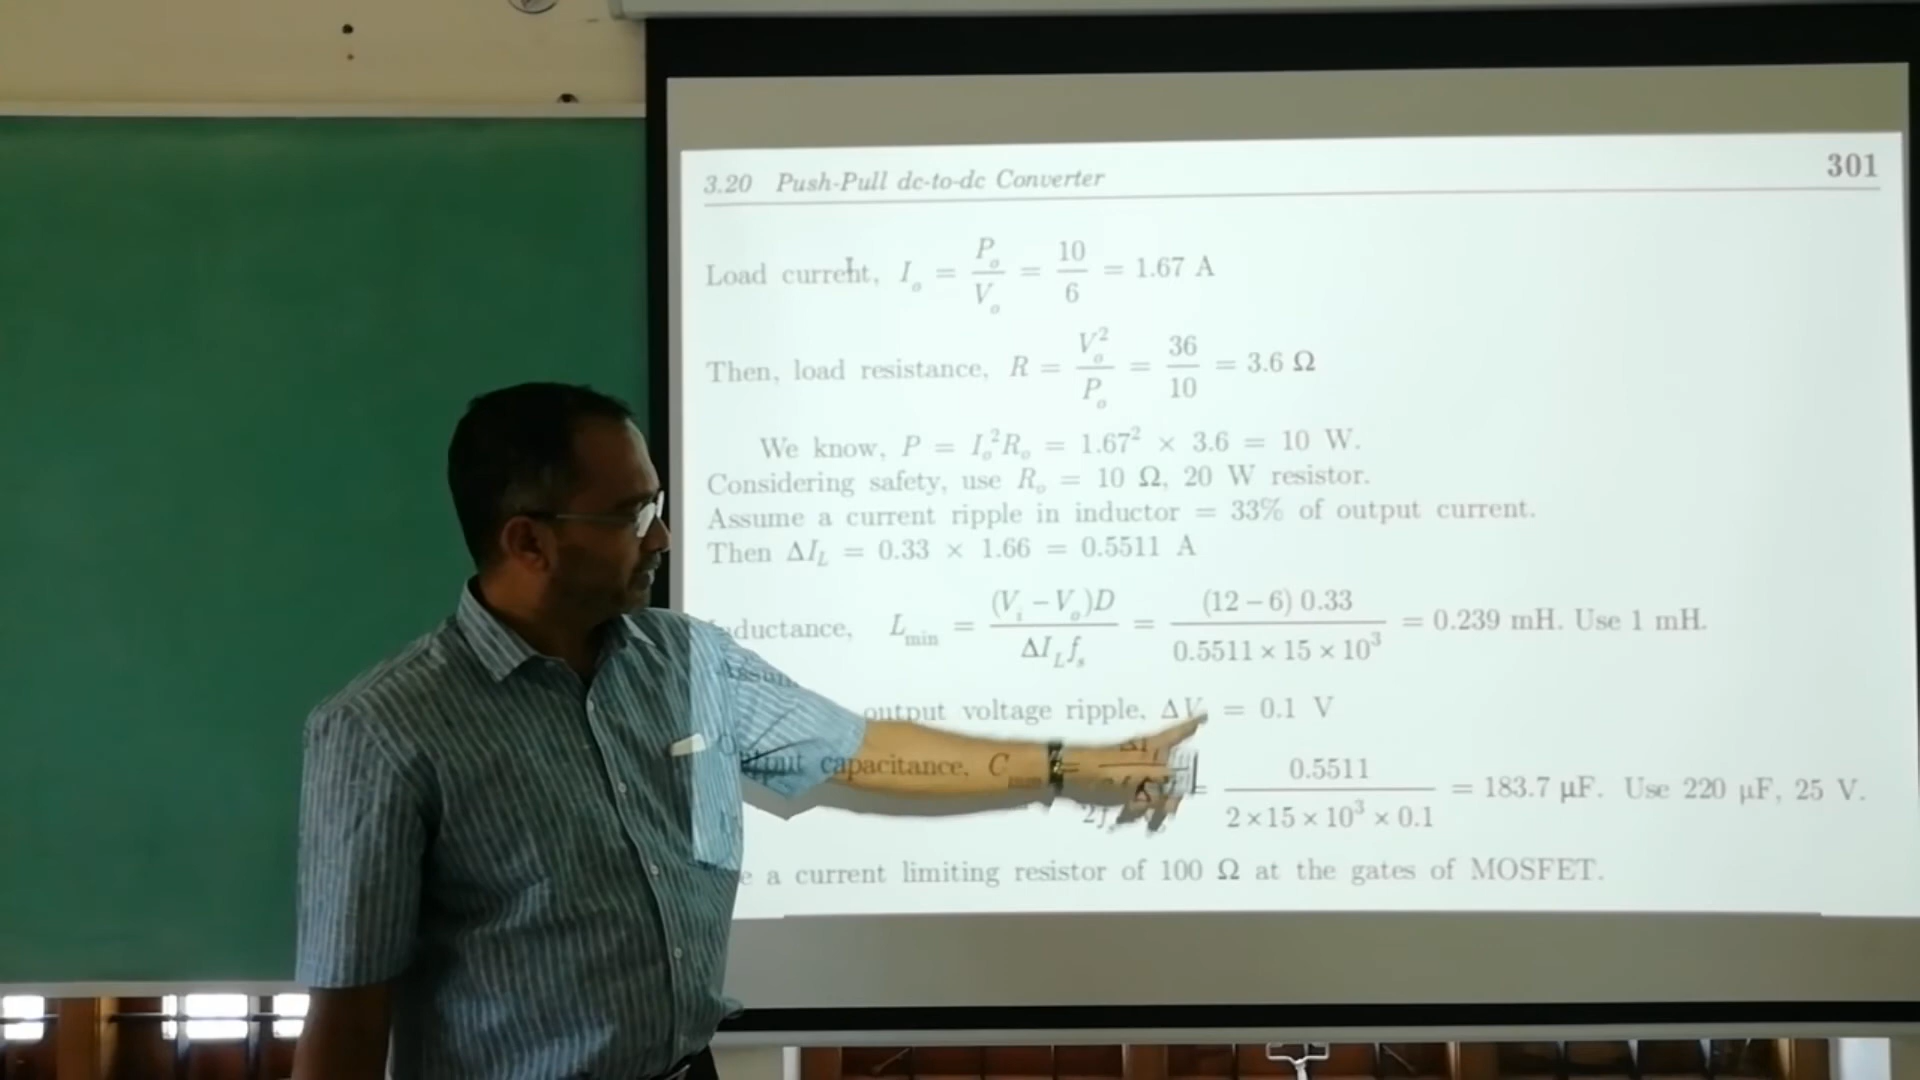 3.20 Push-Pull dc-to-dc Converter 301
Load current, I_o = P_o / V_o = 10 / 6 = 1.67 A
Then, load resistance, R = V_o^2 / P_o = 36 / 10 = 3.6 Ω
We know, P = I_o^2 R_o = 1.67^2 × 3.6 = 10 W.
Considering safety, use R_o = 10 Ω, 20 W resistor.
Assume a current ripple in inductor = 33% of output current.
Then ΔI_L = 0.33 × 1.66 = 0.5511 A
ductance, L_min = (V_i − V_o)D / ΔI_L f_s = (12 − 6) 0.33 / 0.5511 × 15 × 10^3 = 0.239 mH. Use 1 mH.
output voltage ripple, ΔV = 0.1 V
capacitance, C = 0.5511 / 2 × 15 × 10^3 × 0.1 = 183.7 μF. Use 220 μF, 25 V.
a current limiting resistor of 100 Ω at the gates of MOSFET.